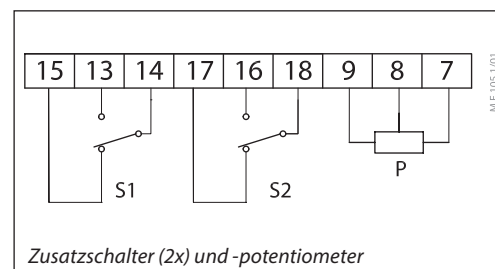 15 13 14 17 16 18 9 8 7
S1 S2 P
Zusatzschalter (2x) und -potentiometer